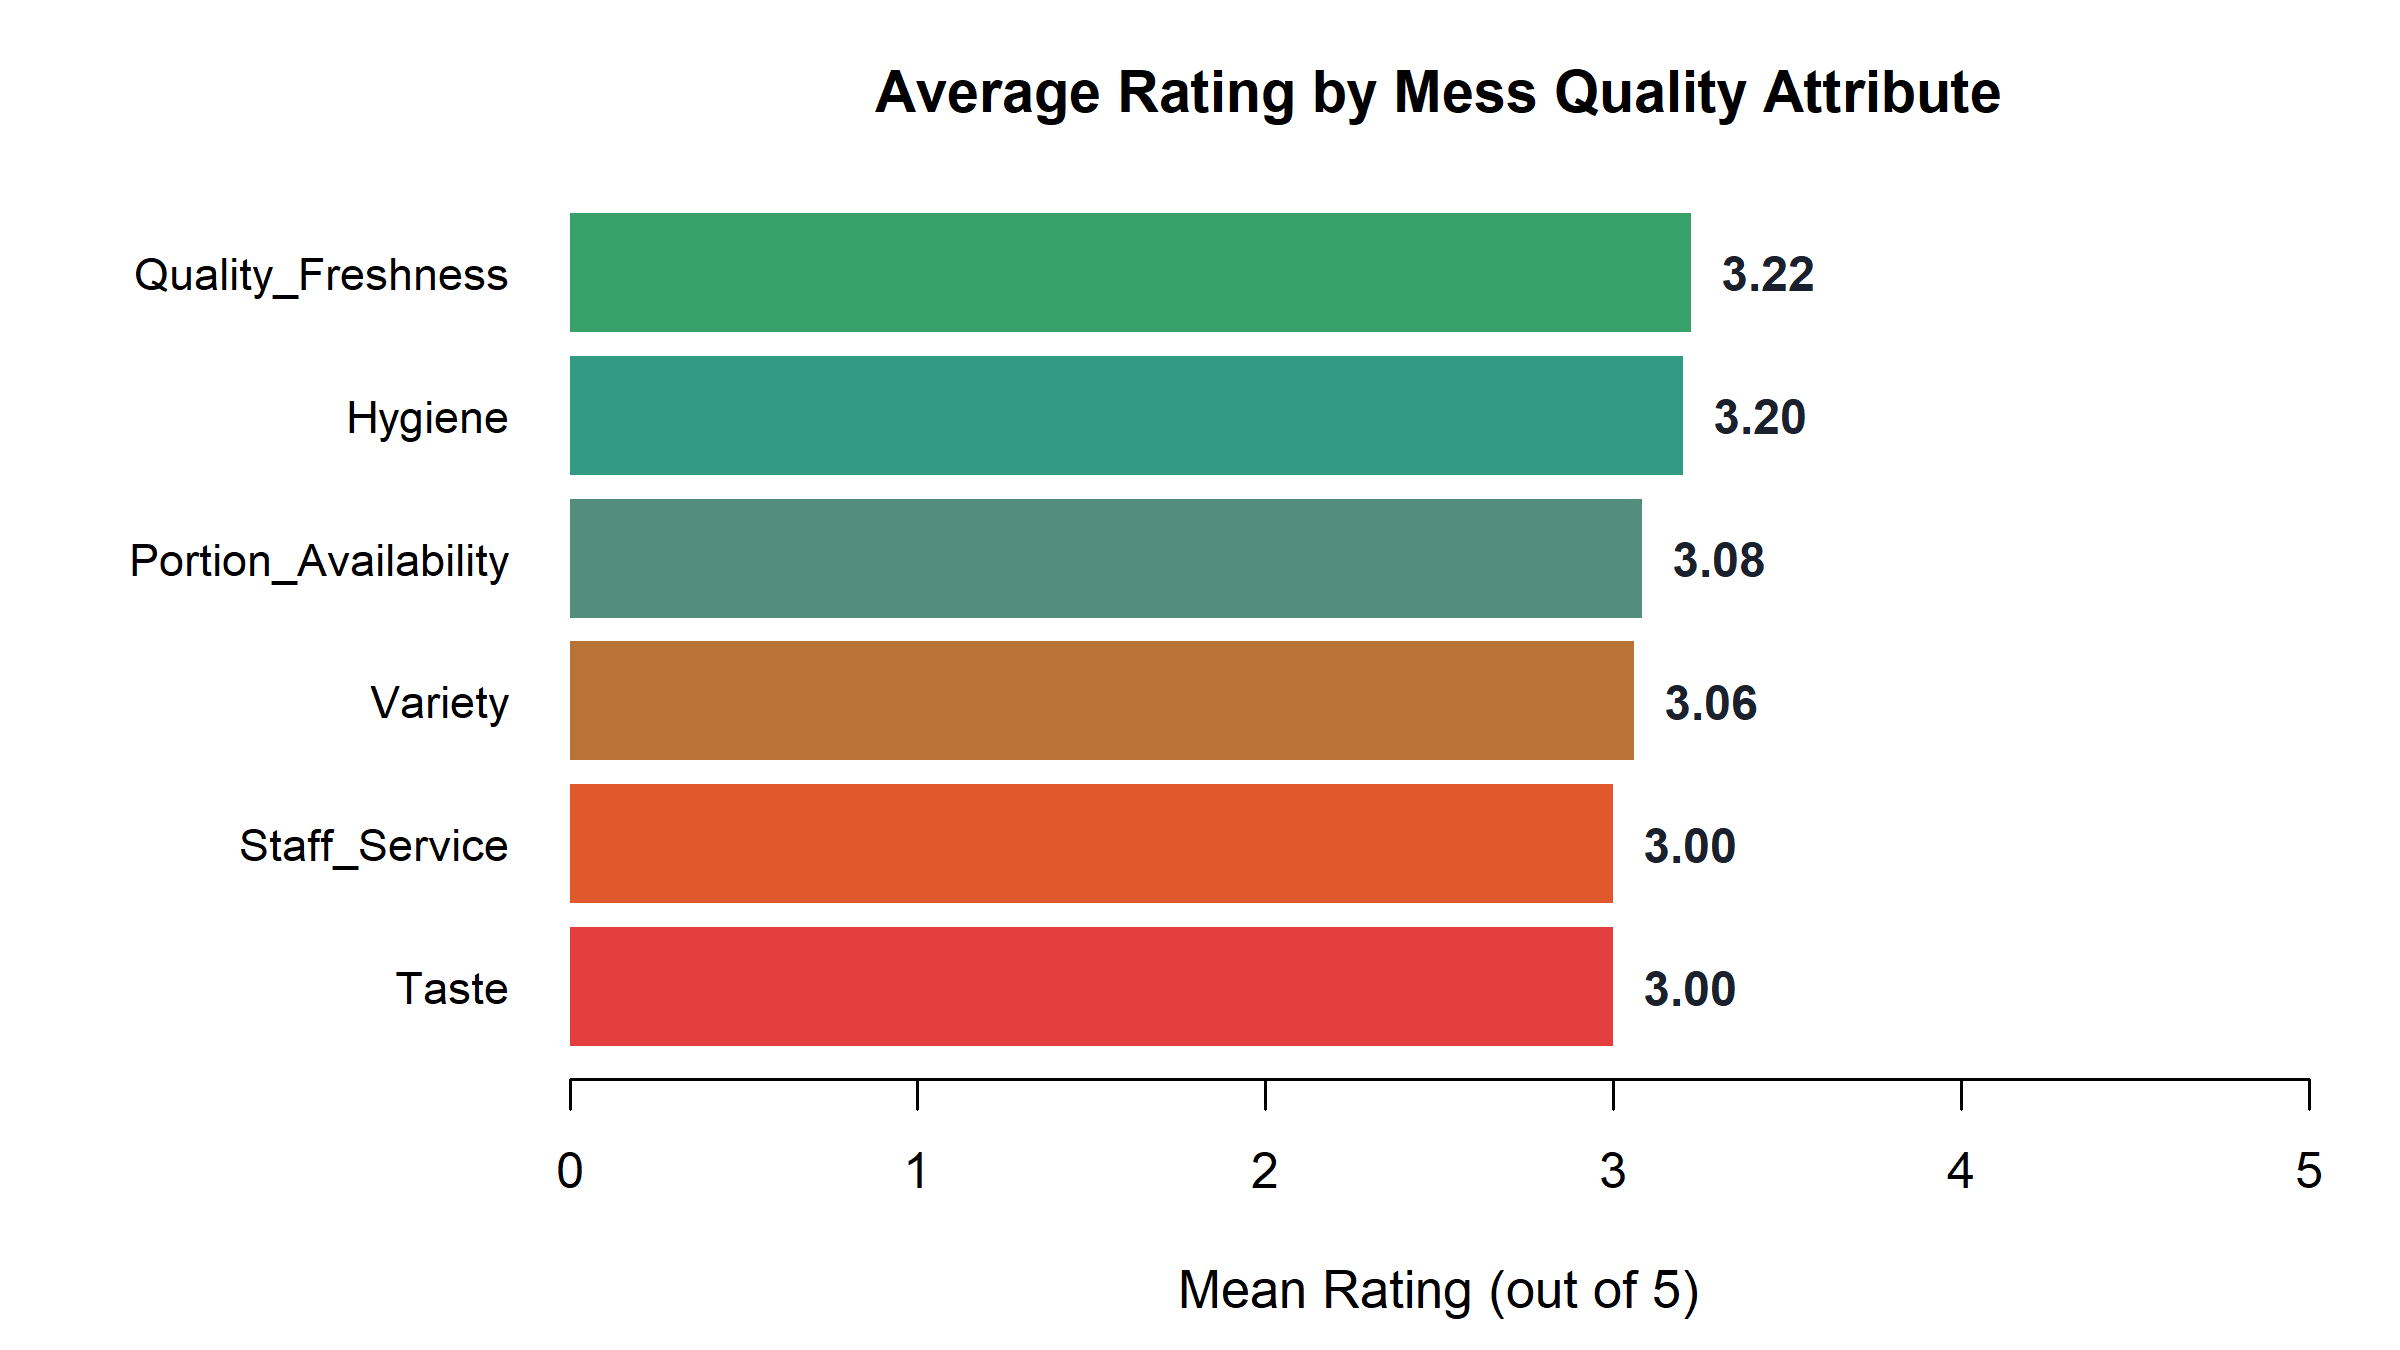 Average Rating by Mess Quality Attribute
Quality_Freshness 3.22
Hygiene 3.20
Portion_Availability 3.08
Variety 3.06
Staff_Service 3.00
Taste 3.00
0 1 2 3 4 5
Mean Rating (out of 5)